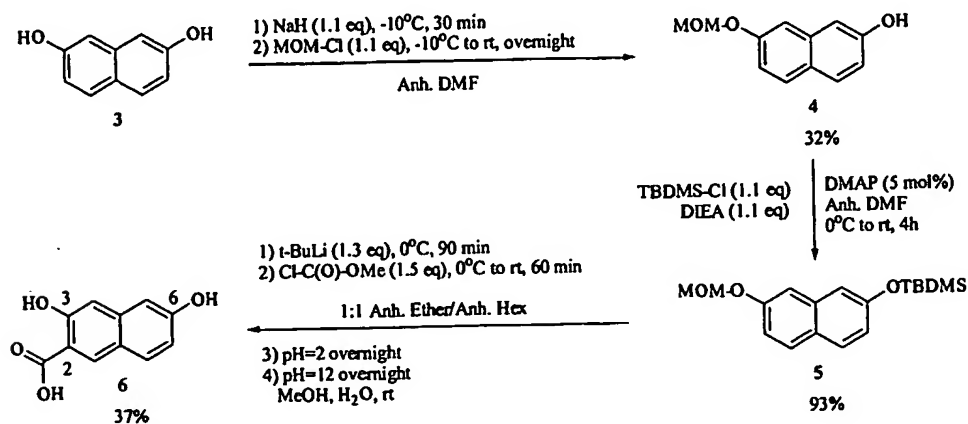 HO
OH
3
1) NaH (1.1 eq), -10°C, 30 min
2) MOM-Cl (1.1 eq), -10°C to rt, overnight
Anh. DMF
MOM-O
OH
4
32%
TBDMS-Cl (1.1 eq)
DIEA (1.1 eq)
DMAP (5 mol%)
Anh. DMF
0°C to rt, 4h
MOM-O
OTBDMS
5
93%
1) t-BuLi (1.3 eq), 0°C, 90 min
2) Cl-C(O)-OMe (1.5 eq), 0°C to rt, 60 min
1:1 Anh. Ether/Anh. Hex
3) pH=2 overnight
4) pH=12 overnight
MeOH, H₂O, rt
HO
3
6
OH
O
2
OH
6
37%